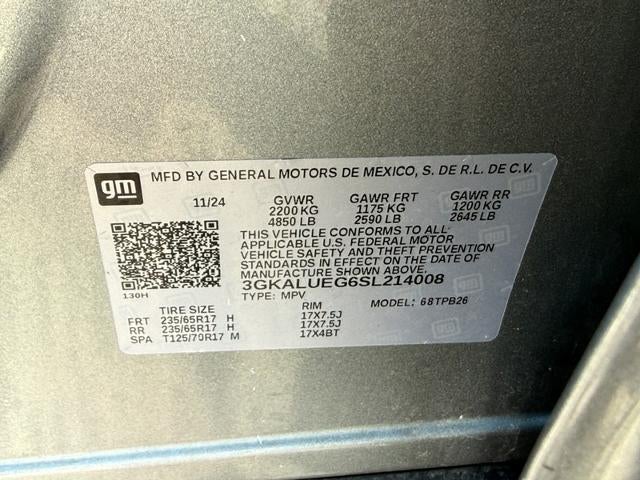 gm MFD BY GENERAL MOTORS DE MEXICO, S. DE R.L. DE C.V.
11/24 GVWR GAWR FRT GAWR RR
2200 KG 1175 KG 1200 KG
4850 LB 2590 LB 2645 LB
THIS VEHICLE CONFORMS TO ALL
APPLICABLE U.S. FEDERAL MOTOR
VEHICLE SAFETY AND THEFT PREVENTION
STANDARDS IN EFFECT ON THE DATE OF
MANUFACTURE SHOWN ABOVE.
3GKALUEG6SL214008
130H TYPE: MPV MODEL: 68TPB26
TIRE SIZE RIM
FRT 235/65R17 H 17X7.5J
RR 235/65R17 H 17X7.5J
SPA T125/70R17 M 17X4BT